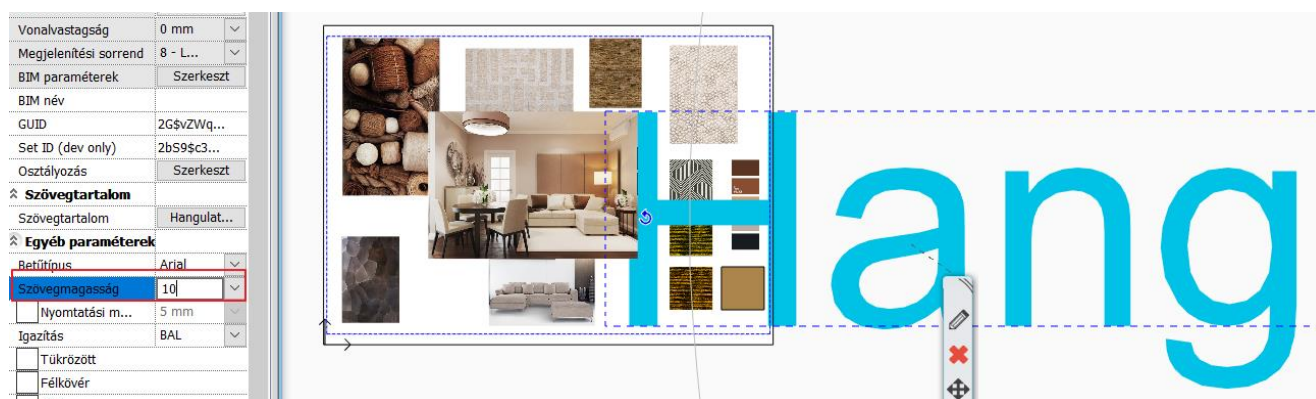 Vonalvastagság 0 mm
Megjelenítési sorrend 8 - L...
BIM paraméterek Szerkeszt
BIM név
GUID 2G$vZWq...
Set ID (dev only) 2bS9$c3...
Osztályozás Szerkeszt
Szövegtartalom
Szövegtartalom Hangulat...
Egyéb paraméterek
Betűtípus Arial
Szövegmagasság 10
Nyomtatási m... 5 mm
Igazítás BAL
Tükrözött
Félkövér
Hang